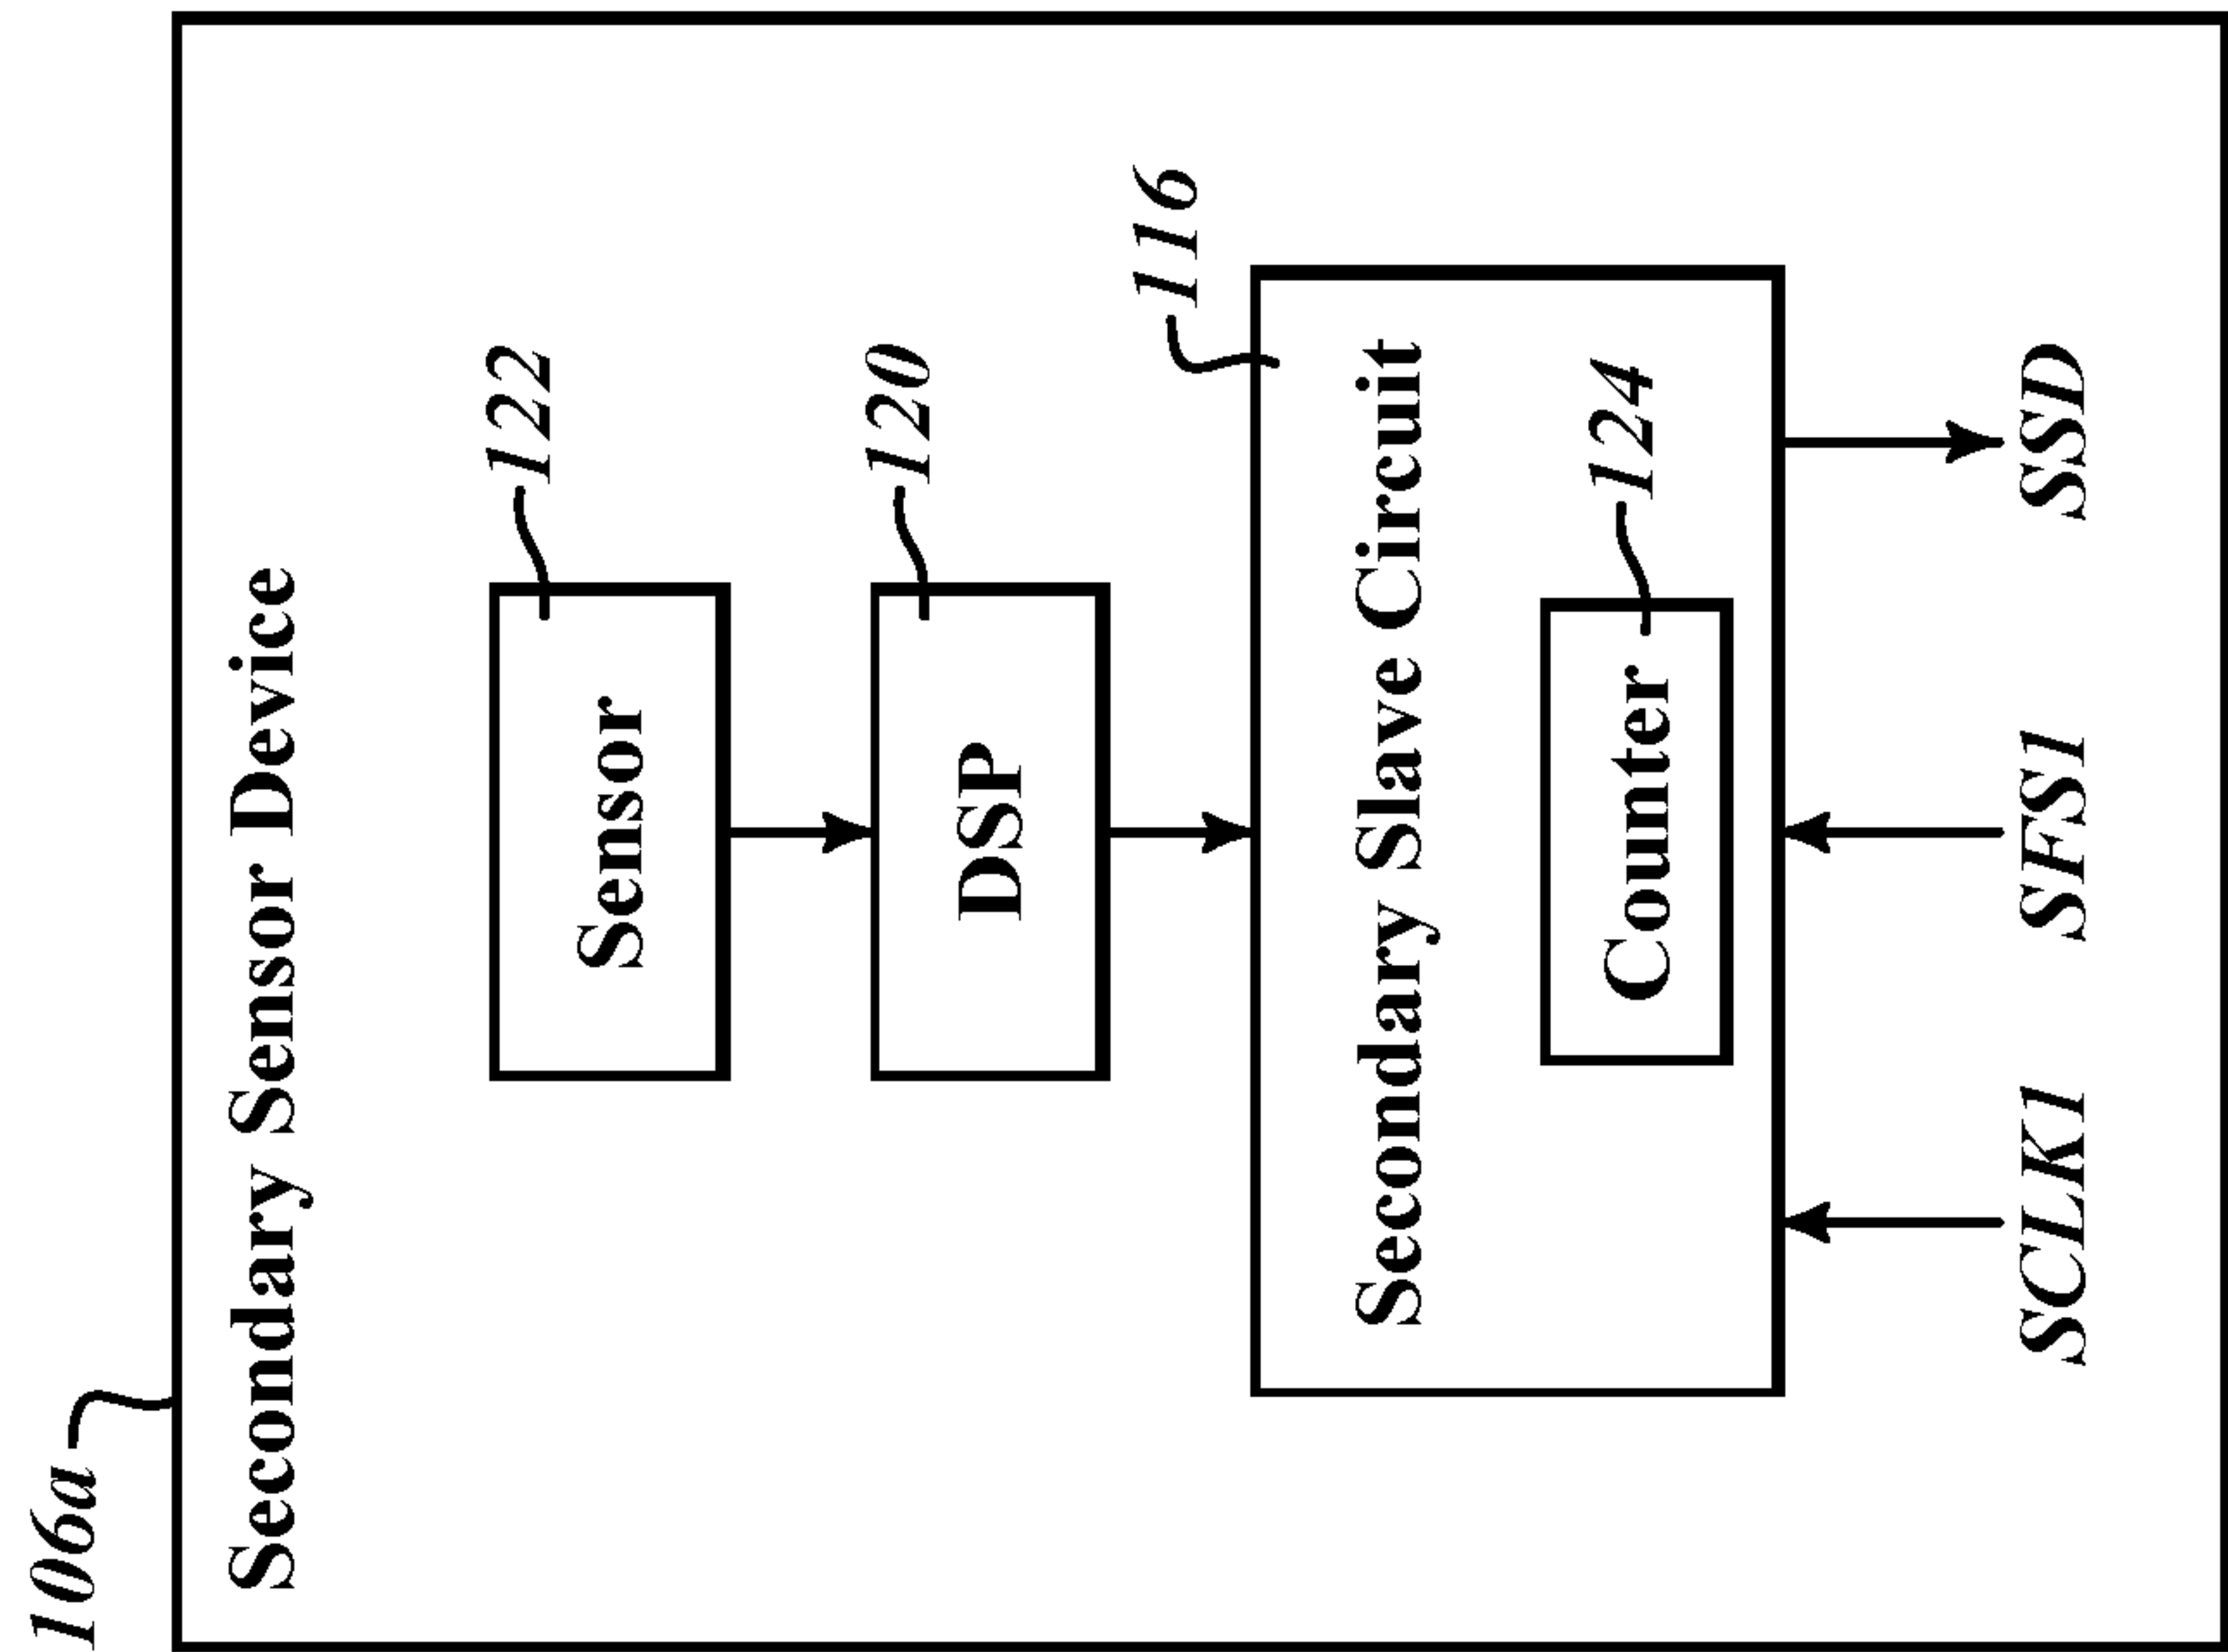 106a
Secondary Sensor Device
122
Sensor
120
DSP
116
Secondary Slave Circuit
124
Counter
SCLK1
SFS1
SSD